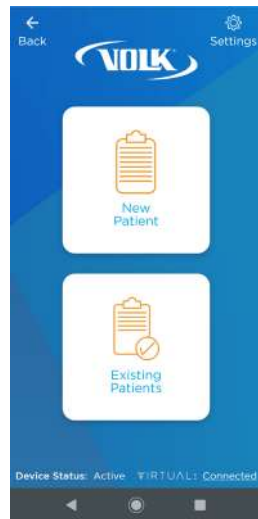 Back
Settings
VOLK
New
Patient
Existing
Patients
Device Status: Active VIRTUAL: Connected